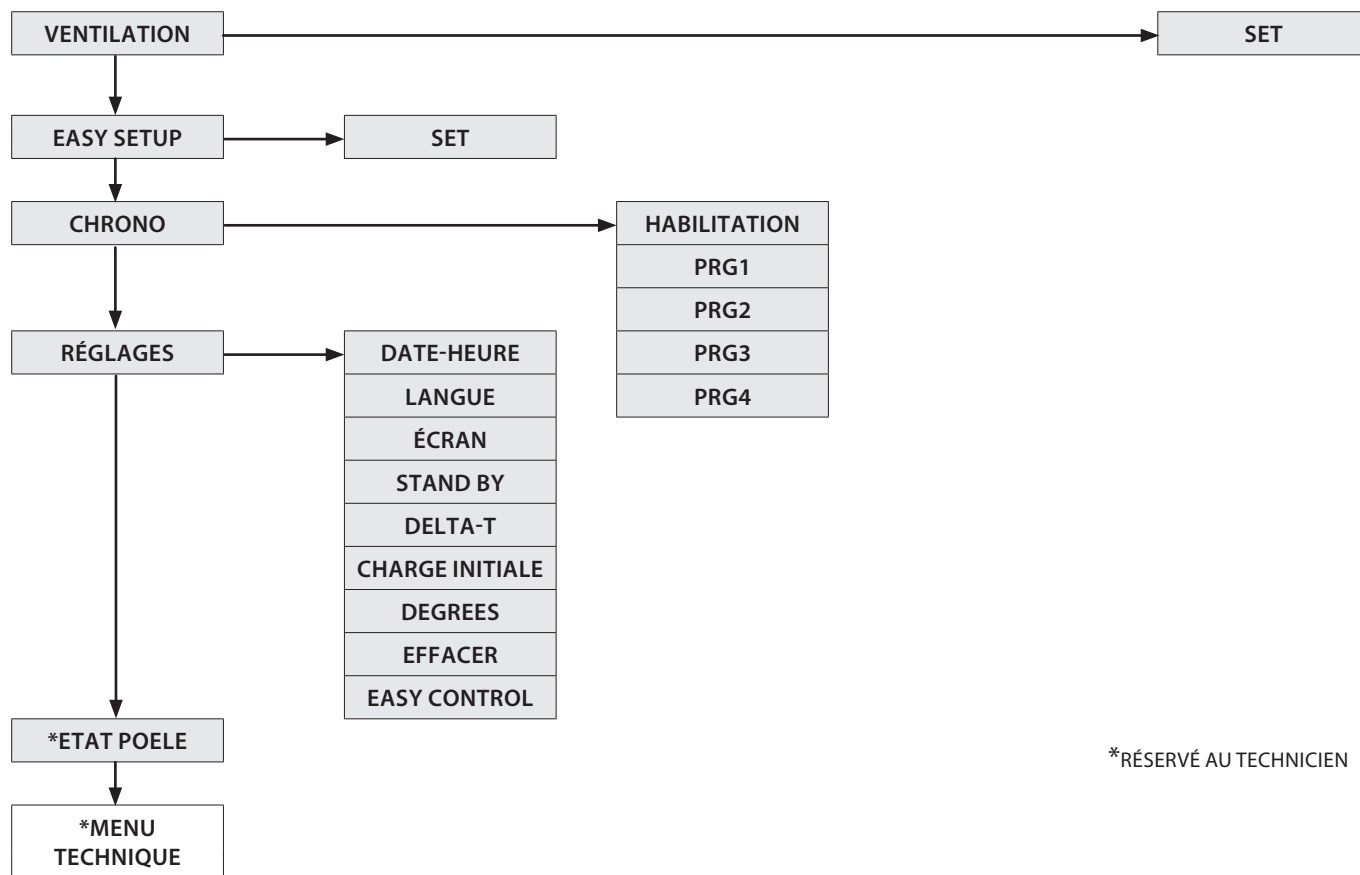 VENTILATION
SET
EASY SETUP
SET
CHRONO
HABILITATION
PRG1
PRG2
PRG3
PRG4
RÉGLAGES
DATE-HEURE
LANGUE
ÉCRAN
STAND BY
DELTA-T
CHARGE INITIALE
DEGREES
EFFACER
EASY CONTROL
*ETAT POELE
*RÉSERVÉ AU TECHNICIEN
*MENU
TECHNIQUE